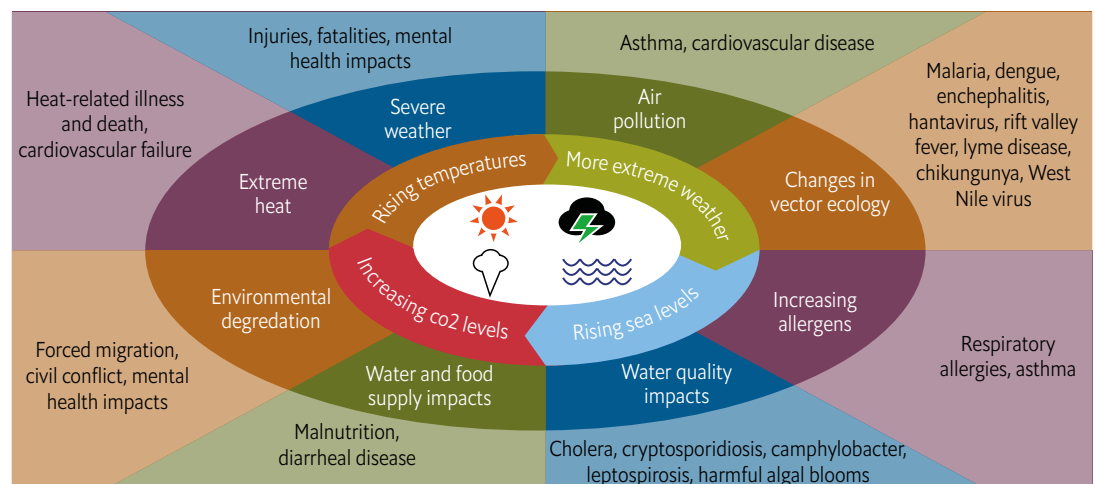 Injuries, fatalities, mental
health impacts
Asthma, cardiovascular disease
Malaria, dengue,
enchephalitis,
hantavirus, rift valley
fever, lyme disease,
chikungunya, West
Nile virus
Heat-related illness
and death,
cardiovascular failure
Severe
weather
Air
pollution
Extreme
heat
Changes in
vector ecology
Rising temperatures
More extreme weather
Increasing co2 levels
Rising sea levels
Environmental
degredation
Increasing
allergens
Water and food
supply impacts
Water quality
impacts
Forced migration,
civil conflict, mental
health impacts
Respiratory
allergies, asthma
Malnutrition,
diarrheal disease
Cholera, cryptosporidiosis, camphylobacter,
leptospirosis, harmful algal blooms